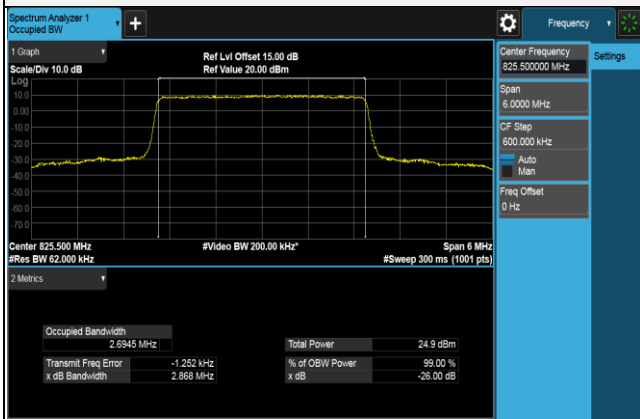 Spectrum Analyzer 1
Occupied BW
Frequency
Settings
1 Graph
Scale/Div 10.0 dB
Ref Lvl Offset 15.00 dB
Ref Value 20.00 dBm
Log
10.0
0.00
-10.0
-20.0
-30.0
-40.0
-50.0
-60.0
-70.0
Center 825.500 MHz
#Video BW 200.00 kHz*
Span 6 MHz
#Res BW 62.000 kHz
#Sweep 300 ms (1001 pts)
Center Frequency
825.500000 MHz
Span
6.0000 MHz
CF Step
600.000 kHz
Auto
Man
Freq Offset
0 Hz
2 Metrics
Occupied Bandwidth
2.6945 MHz
Transmit Freq Error -1.252 kHz
x dB Bandwidth 2.868 MHz
Total Power 24.9 dBm
% of OBW Power 99.00 %
x dB -26.00 dB